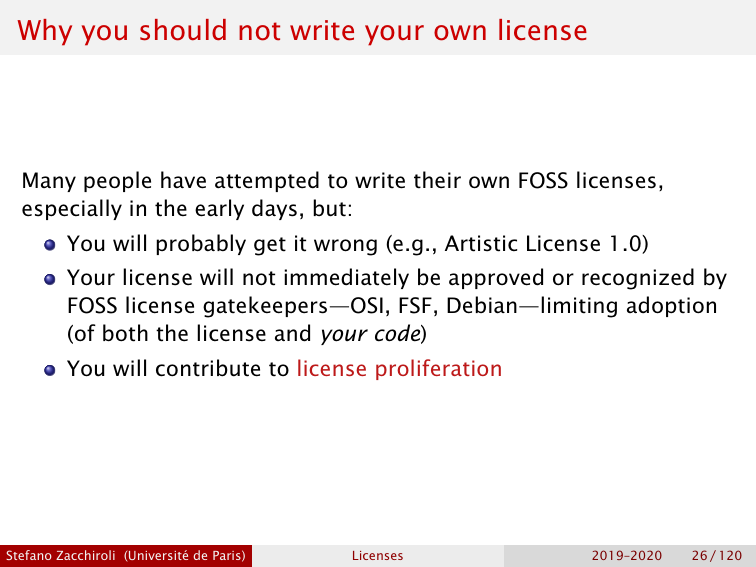 Why you should not write your own license
Many people have attempted to write their own FOSS licenses,
especially in the early days, but:
You will probably get it wrong (e.g., Artistic License 1.0)
Your license will not immediately be approved or recognized by
FOSS license gatekeepers—OSI, FSF, Debian—limiting adoption
(of both the license and your code)
You will contribute to license proliferation
Stefano Zacchiroli (Université de Paris) Licenses 2019–2020 26 / 120